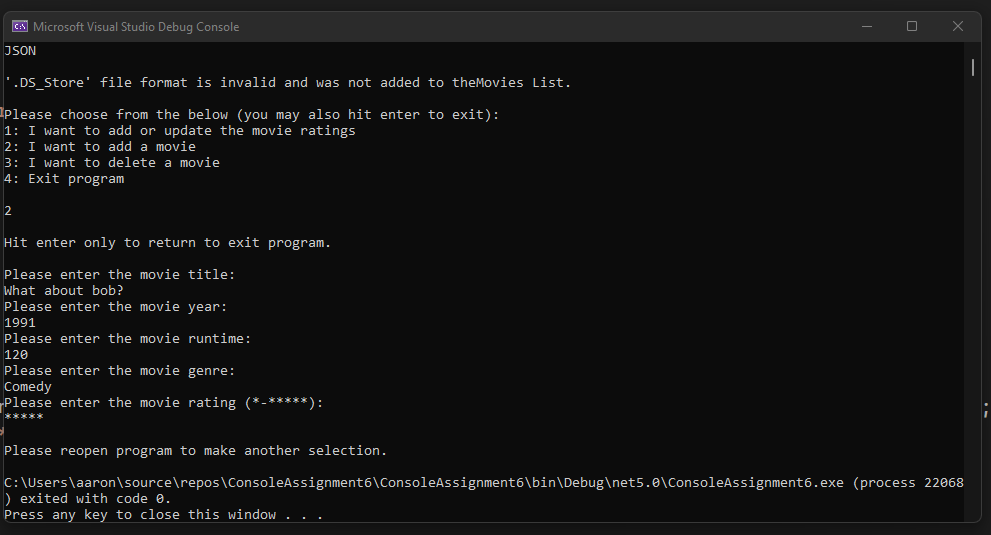 Microsoft Visual Studio Debug Console
JSON
'.DS_Store' file format is invalid and was not added to theMovies List.
Please choose from the below (you may also hit enter to exit):
1: I want to add or update the movie ratings
2: I want to add a movie
3: I want to delete a movie
4: Exit program
2
Hit enter only to return to exit program.
Please enter the movie title:
What about bob?
Please enter the movie year:
1991
Please enter the movie runtime:
120
Please enter the movie genre:
Comedy
Please enter the movie rating (*-*****):
*****
Please reopen program to make another selection.
C:\Users\aaron\source\repos\ConsoleAssignment6\ConsoleAssignment6\bin\Debug\net5.0\ConsoleAssignment6.exe (process 22068
) exited with code 0.
Press any key to close this window . . .